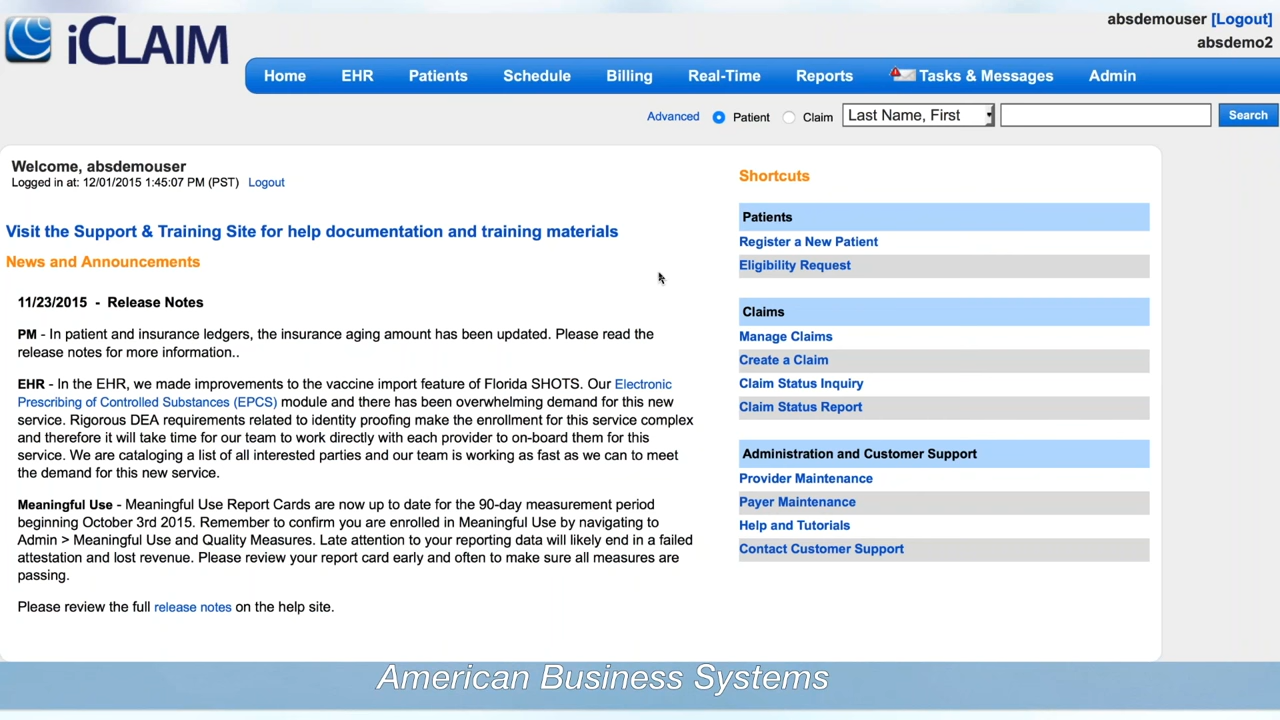 absdemouser [Logout]
iCLAIM
absdemo2
Home EHR Patients Schedule Billing Real-Time Reports Tasks & Messages Admin
Advanced Patient Claim Last Name, First Search
Welcome, absdemouser
Logged in at: 12/01/2015 1:45:07 PM (PST) Logout
Visit the Support & Training Site for help documentation and training materials
News and Announcements
11/23/2015 - Release Notes
PM - In patient and insurance ledgers, the insurance aging amount has been updated. Please read the
release notes for more information..
EHR - In the EHR, we made improvements to the vaccine import feature of Florida SHOTS. Our Electronic
Prescribing of Controlled Substances (EPCS) module and there has been overwhelming demand for this new
service. Rigorous DEA requirements related to identity proofing make the enrollment for this service complex
and therefore it will take time for our team to work directly with each provider to on-board them for this
service. We are cataloging a list of all interested parties and our team is working as fast as we can to meet
the demand for this new service.
Meaningful Use - Meaningful Use Report Cards are now up to date for the 90-day measurement period
beginning October 3rd 2015. Remember to confirm you are enrolled in Meaningful Use by navigating to
Admin > Meaningful Use and Quality Measures. Late attention to your reporting data will likely end in a failed
attestation and lost revenue. Please review your report card early and often to make sure all measures are
passing.
Please review the full release notes on the help site.
Shortcuts
Patients
Register a New Patient
Eligibility Request
Claims
Manage Claims
Create a Claim
Claim Status Inquiry
Claim Status Report
Administration and Customer Support
Provider Maintenance
Payer Maintenance
Help and Tutorials
Contact Customer Support
American Business Systems